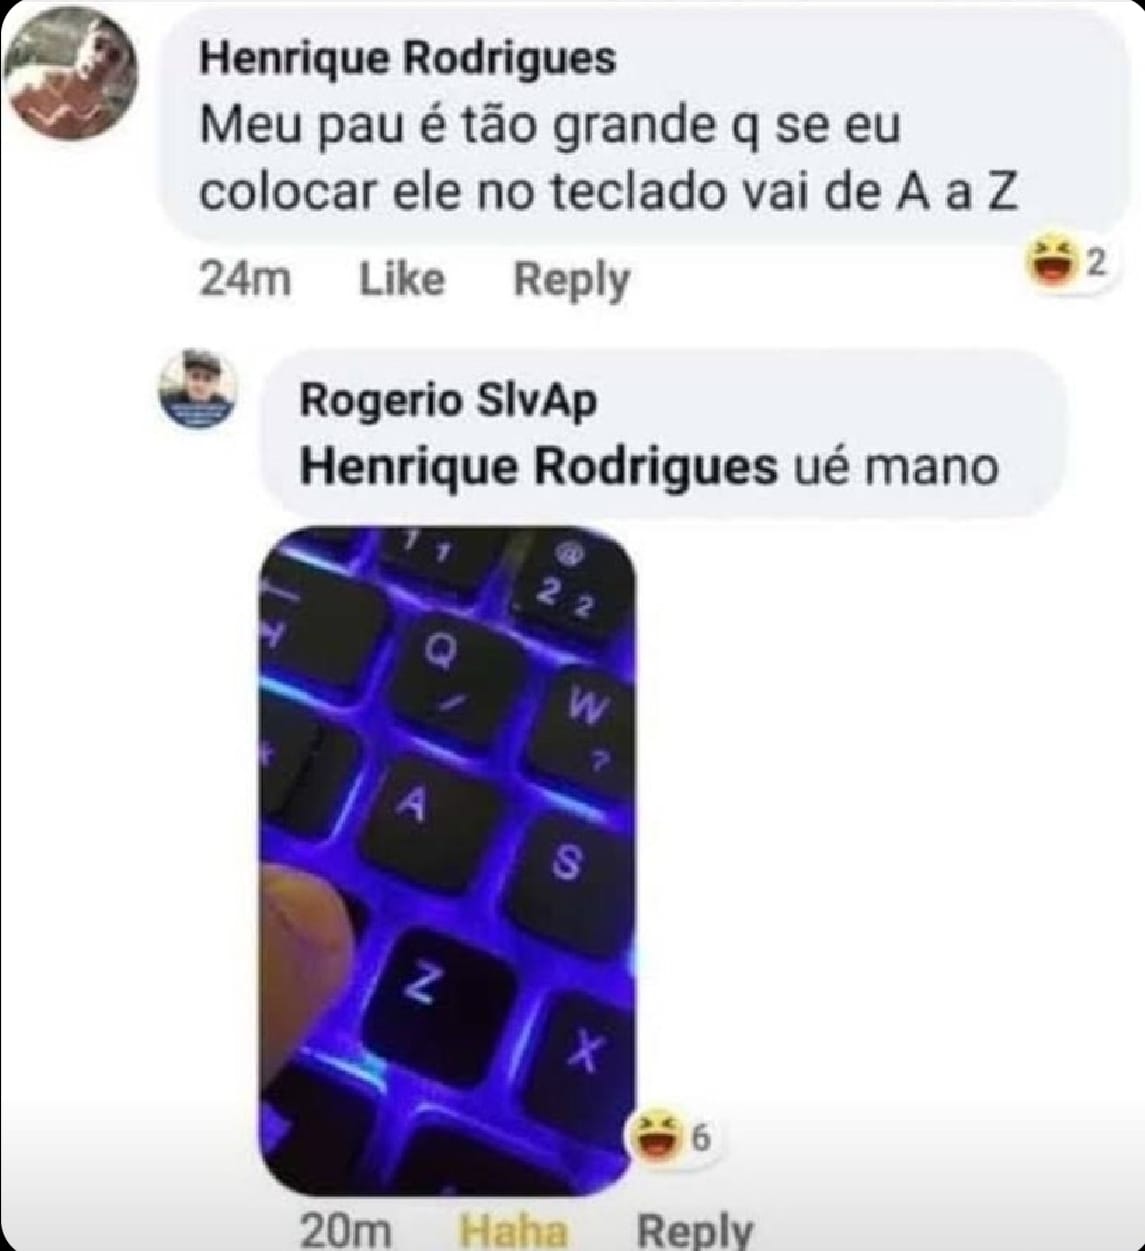 Henrique Rodrigues
Meu pau é tão grande q se eu
colocar ele no teclado vai de A a Z
24m Like Reply
2
Rogerio SlvAp
Henrique Rodrigues ué mano
1 1
@
2 2
Q
/
W
?
A
S
Z
X
6
20m Haha Reply